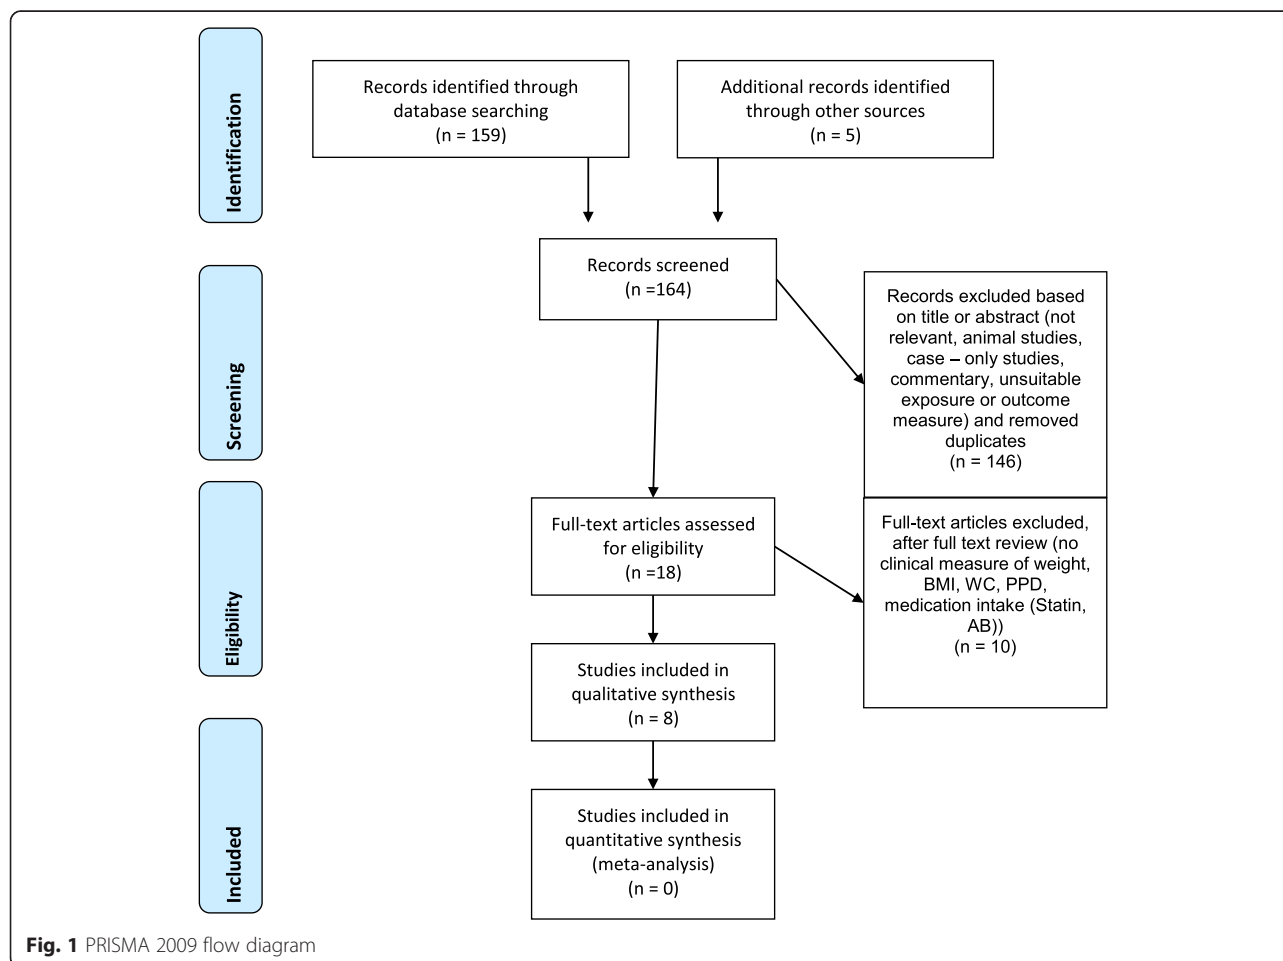 Identification
Records identified through
database searching
(n = 159)
Additional records identified
through other sources
(n = 5)
Screening
Records screened
(n =164)
Records excluded based
on title or abstract (not
relevant, animal studies,
case – only studies,
commentary, unsuitable
exposure or outcome
measure) and removed
duplicates
(n = 146)
Eligibility
Full-text articles assessed
for eligibility
(n =18)
Full-text articles excluded,
after full text review (no
clinical measure of weight,
BMI, WC, PPD,
medication intake (Statin,
AB))
(n = 10)
Studies included in
qualitative synthesis
(n = 8)
Included
Studies included in
quantitative synthesis
(meta-analysis)
(n = 0)
Fig. 1 PRISMA 2009 flow diagram